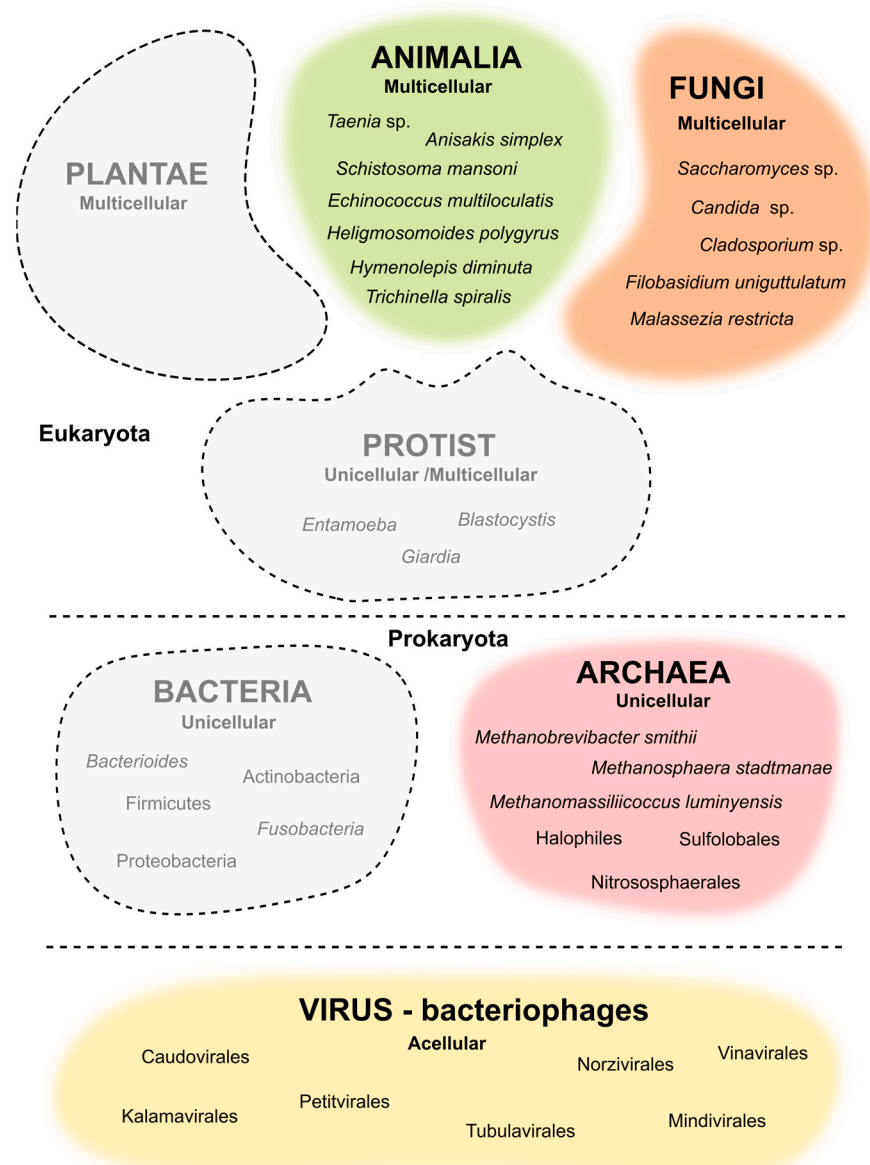 PLANTAE
Multicellular
ANIMALIA
Multicellular
Taenia sp.
Anisakis simplex
Schistosoma mansoni
Echinococcus multiloculatis
Heligmosomoides polygyrus
Hymenolepis diminuta
Trichinella spiralis
FUNGI
Multicellular
Saccharomyces sp.
Candida sp.
Cladosporium sp.
Filobasidium uniguttulatum
Malassezia restricta
Eukaryota
PROTIST
Unicellular /Multicellular
Entamoeba
Blastocystis
Giardia
Prokaryota
BACTERIA
Unicellular
Bacterioides
Actinobacteria
Firmicutes
Fusobacteria
Proteobacteria
ARCHAEA
Unicellular
Methanobrevibacter smithii
Methanosphaera stadtmanae
Methanomassiliicoccus luminyensis
Halophiles
Sulfolobales
Nitrososphaerales
VIRUS - bacteriophages
Acellular
Caudovirales
Norzivirales
Vinavirales
Kalamavirales
Petitvirales
Tubulavirales
Mindivirales